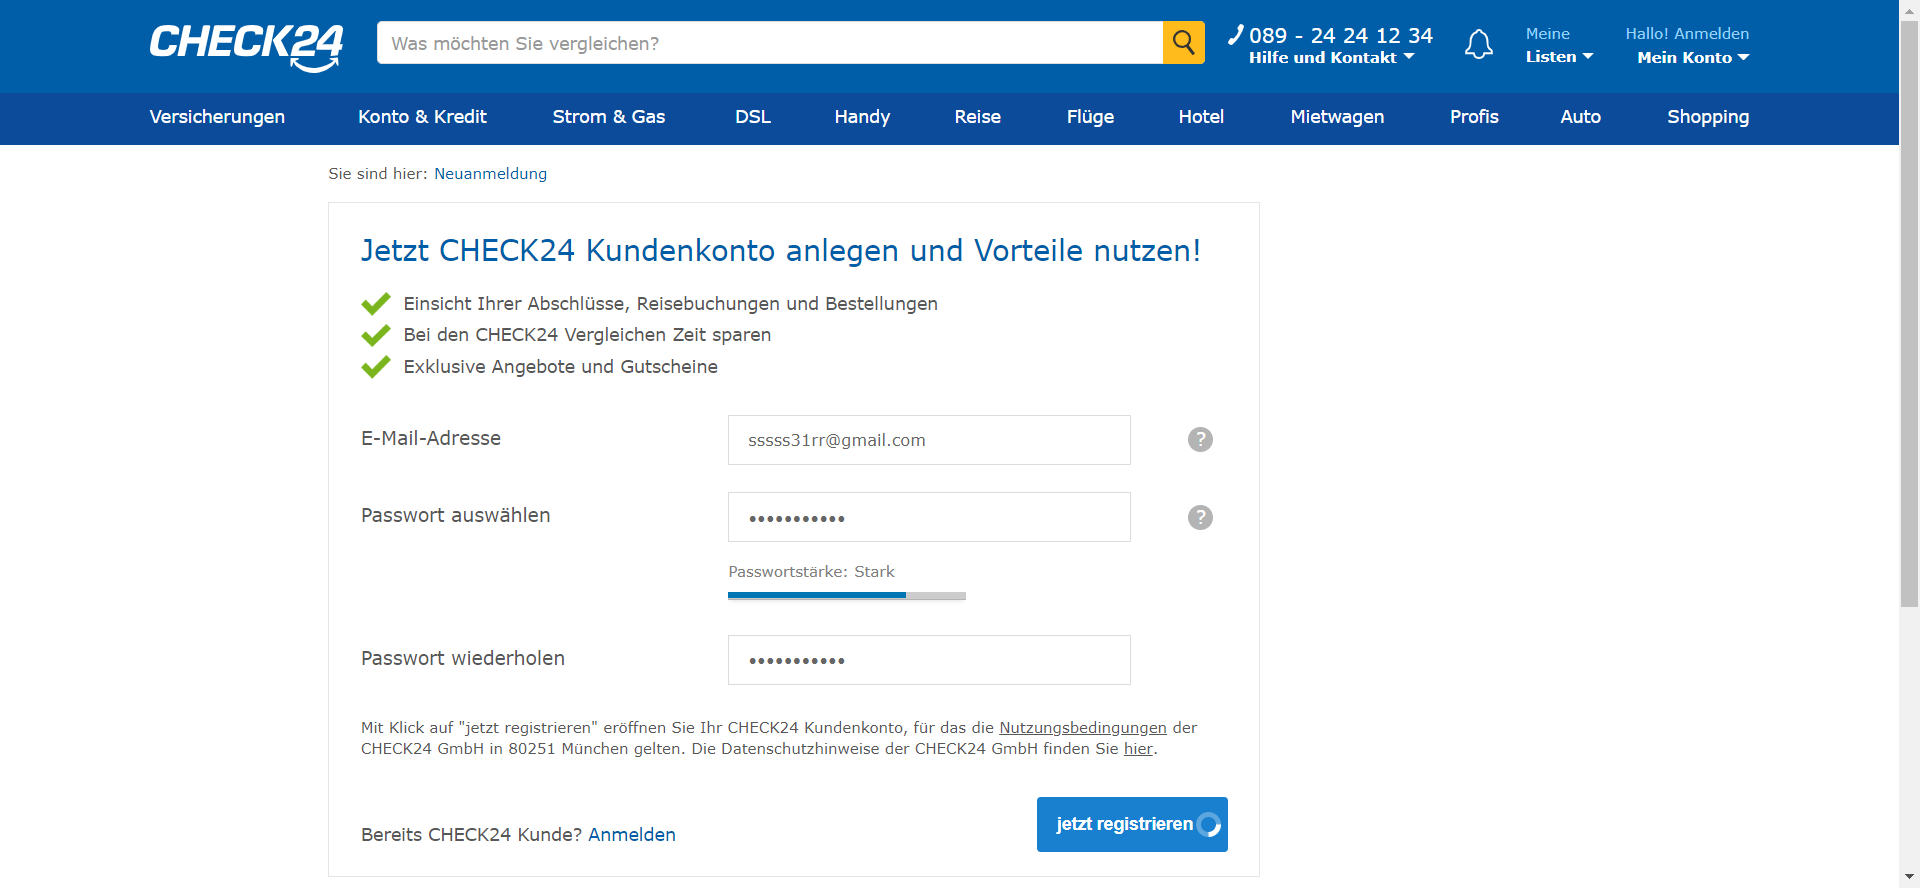 CHECK24
Was möchten Sie vergleichen?
089 - 24 24 12 34
Hilfe und Kontakt
Meine
Listen
Hallo! Anmelden
Mein Konto
Versicherungen
Konto & Kredit
Strom & Gas
DSL
Handy
Reise
Flüge
Hotel
Mietwagen
Profis
Auto
Shopping
Sie sind hier: Neuanmeldung
Jetzt CHECK24 Kundenkonto anlegen und Vorteile nutzen!
Einsicht Ihrer Abschlüsse, Reisebuchungen und Bestellungen
Bei den CHECK24 Vergleichen Zeit sparen
Exklusive Angebote und Gutscheine
E-Mail-Adresse
sssss31rr@gmail.com
?
Passwort auswählen
•••••••••••
?
Passwortstärke: Stark
Passwort wiederholen
•••••••••••
Mit Klick auf "jetzt registrieren" eröffnen Sie Ihr CHECK24 Kundenkonto, für das die Nutzungsbedingungen der
CHECK24 GmbH in 80251 München gelten. Die Datenschutzhinweise der CHECK24 GmbH finden Sie hier.
Bereits CHECK24 Kunde? Anmelden
jetzt registrieren